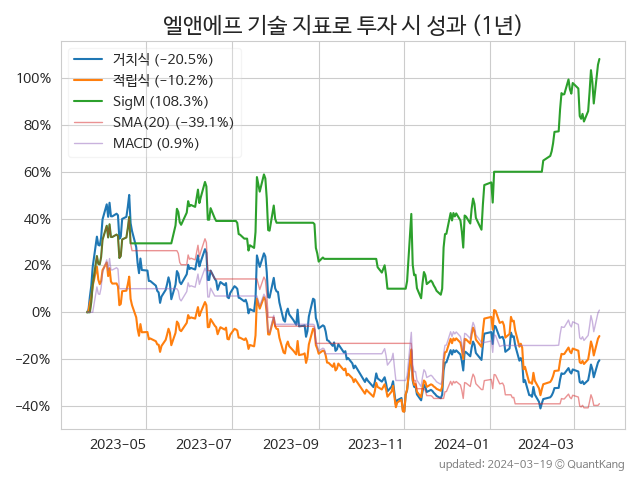 엘앤에프 기술 지표로 투자 시 성과 (1년)
거치식 (−20.5%)
적립식 (−10.2%)
SigM (108.3%)
SMA(20) (−39.1%)
MACD (0.9%)
100%
80%
60%
40%
20%
0%
−20%
−40%
2023-05 2023-07 2023-09 2023-11 2024-01 2024-03
updated: 2024-03-19 © QuantKang